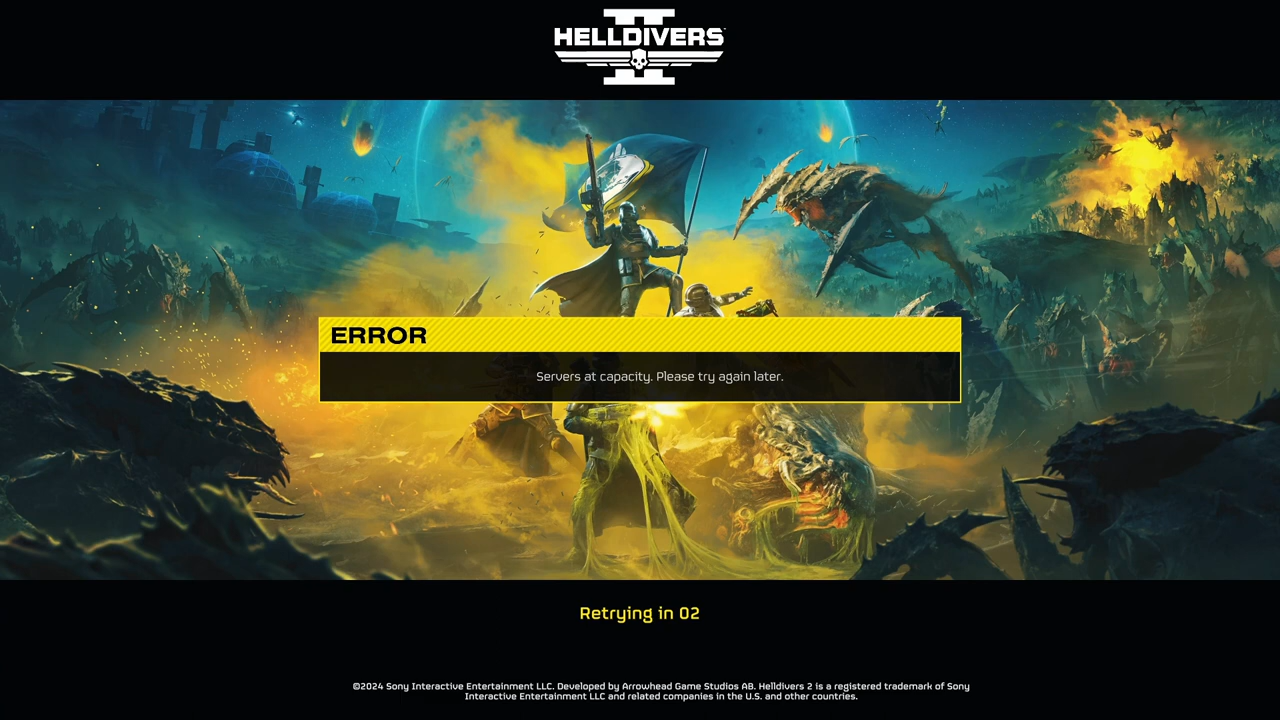 HELLDIVERS
II
ERROR
Servers at capacity. Please try again later.
Retrying in 02
©2024 Sony Interactive Entertainment LLC. Developed by Arrowhead Game Studios AB. Helldivers 2 is a registered trademark of Sony
Interactive Entertainment LLC and related companies in the U.S. and other countries.